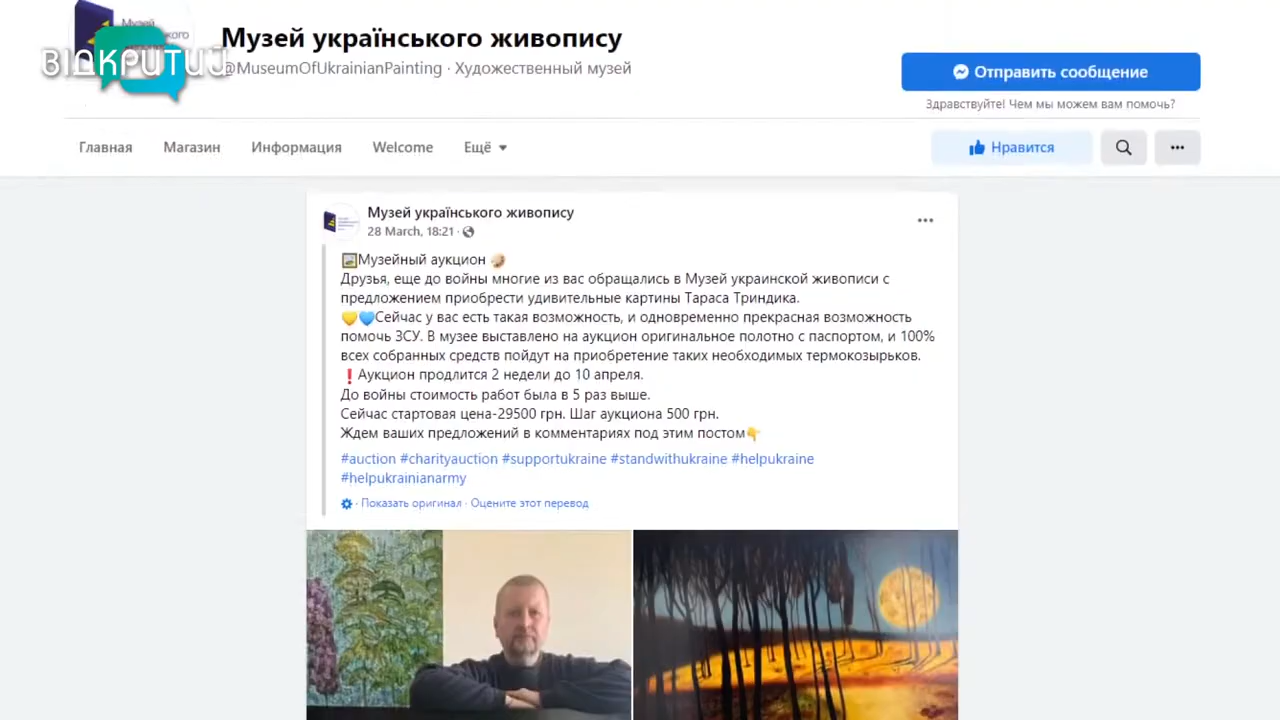 Музей
ВІДКРИТИЙ
Музей українського живопису
@MuseumOfUkrainianPainting · Художественный музей
Отправить сообщение
Здравствуйте! Чем мы можем вам помочь?
Главная Магазин Информация Welcome Ещё
Нравится
Музей українського живопису
28 March, 18:21 ·
Музейный аукцион
Друзья, еще до войны многие из вас обращались в Музей украинской живописи с
предложением приобрести удивительные картины Тараса Триндика.
💛💙Сейчас у вас есть такая возможность, и одновременно прекрасная возможность
помочь ЗСУ. В музее выставлено на аукцион оригинальное полотно с паспортом, и 100%
всех собранных средств пойдут на приобретение таких необходимых термокозырьков.
❗Аукцион продлится 2 недели до 10 апреля.
До войны стоимость работ была в 5 раз выше.
Сейчас стартовая цена-29500 грн. Шаг аукциона 500 грн.
Ждем ваших предложений в комментариях под этим постом👇
#auction #charityauction #supportukraine #standwithukraine #helpukraine
#helpukrainianarmy
· Показать оригинал · Оцените этот перевод